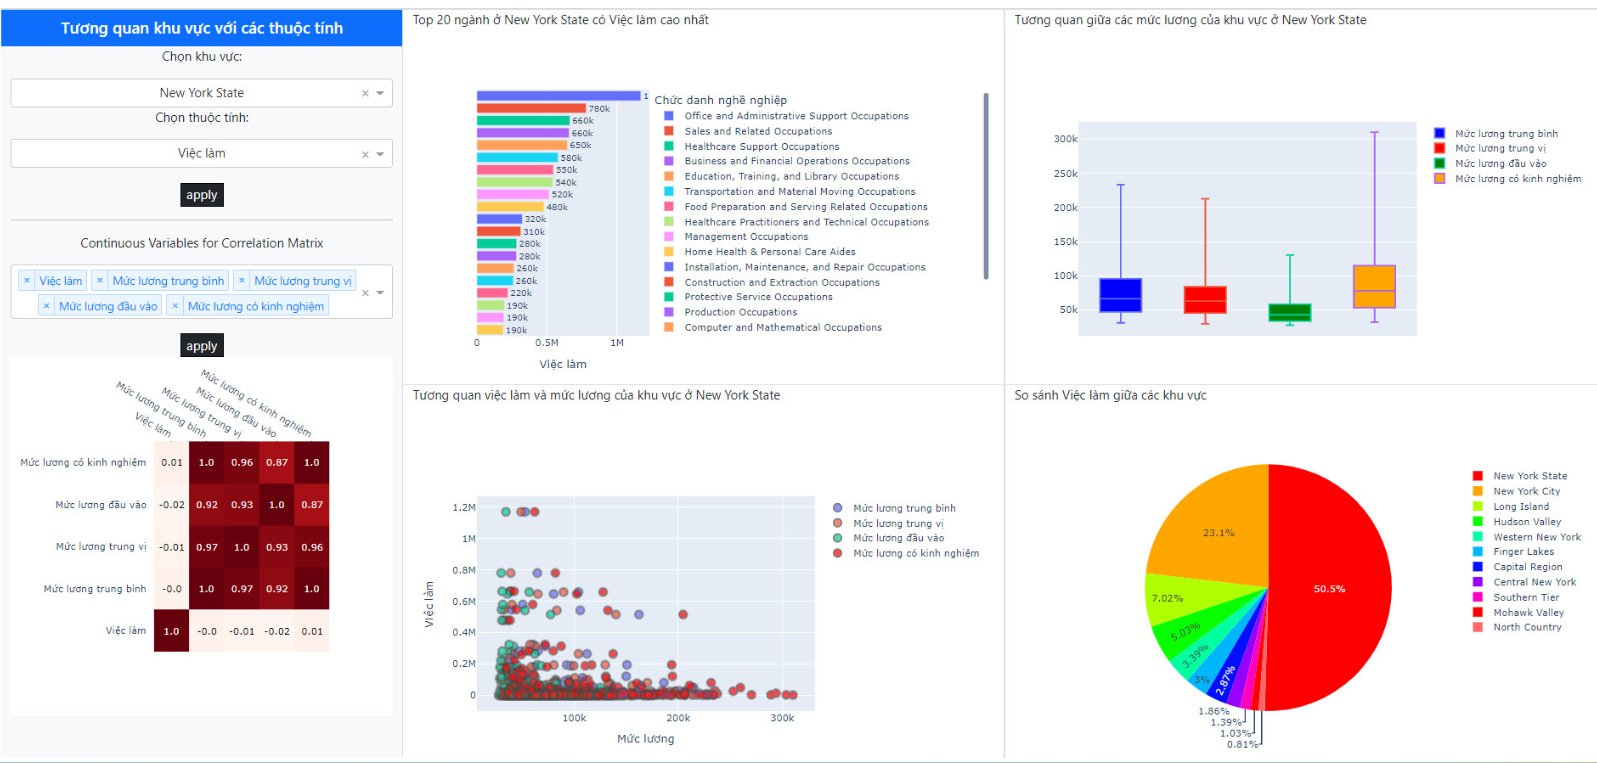 Tương quan khu vực với các thuộc tính
Chọn khu vực:
New York State
Chọn thuộc tính:
Việc làm
apply
Continuous Variables for Correlation Matrix
× Việc làm × Mức lương trung bình × Mức lương trung vị
× Mức lương đầu vào × Mức lương có kinh nghiệm
apply
Mức lương có kinh nghiệm
Mức lương đầu vào
Mức lương trung vị
Mức lương trung bình
Việc làm
Mức lương có kinh nghiệm 0.01 1.0 0.96 0.87 1.0
Mức lương đầu vào -0.02 0.92 0.93 1.0 0.87
Mức lương trung vị -0.01 0.97 1.0 0.93 0.96
Mức lương trung bình -0.0 1.0 0.97 0.92 1.0
Việc làm 1.0 -0.0 -0.01 -0.02 0.01
Top 20 ngành ở New York State có Việc làm cao nhất
1
780k
660k
660k
650k
580k
550k
540k
520k
480k
320k
310k
280k
280k
260k
260k
220k
190k
190k
190k
0 0.5M 1M
Việc làm
Chức danh nghề nghiệp
Office and Administrative Support Occupations
Sales and Related Occupations
Healthcare Support Occupations
Business and Financial Operations Occupations
Education, Training, and Library Occupations
Transportation and Material Moving Occupations
Food Preparation and Serving Related Occupations
Healthcare Practitioners and Technical Occupations
Management Occupations
Home Health & Personal Care Aides
Installation, Maintenance, and Repair Occupations
Construction and Extraction Occupations
Protective Service Occupations
Production Occupations
Computer and Mathematical Occupations
Tương quan giữa các mức lương của khu vực ở New York State
300k
250k
200k
150k
100k
50k
Mức lương trung bình
Mức lương trung vị
Mức lương đầu vào
Mức lương có kinh nghiệm
Tương quan việc làm và mức lương của khu vực ở New York State
1.2M
1M
0.8M
0.6M
0.4M
0.2M
0
Việc làm
100k 200k 300k
Mức lương
Mức lương trung bình
Mức lương trung vị
Mức lương đầu vào
Mức lương có kinh nghiệm
So sánh Việc làm giữa các khu vực
50.5%
23.1%
7.02%
5.03%
3.39%
3%
2.87%
1.86%
1.39%
1.03%
0.81%
New York State
New York City
Long Island
Hudson Valley
Western New York
Finger Lakes
Capital Region
Central New York
Southern Tier
Mohawk Valley
North Country